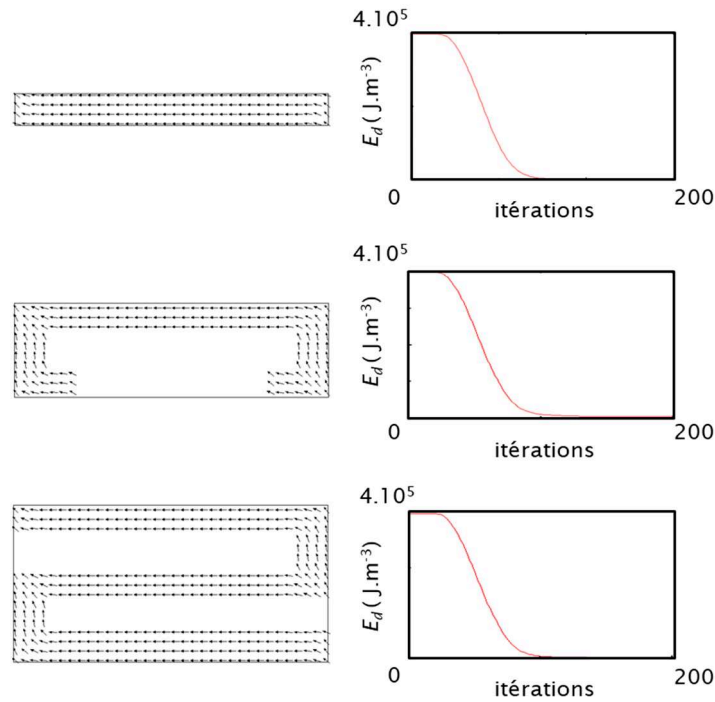 4.10⁵
E_d ( J.m⁻³)
0
200
itérations
4.10⁵
E_d ( J.m⁻³)
0
200
itérations
4.10⁵
E_d ( J.m⁻³)
0
200
itérations